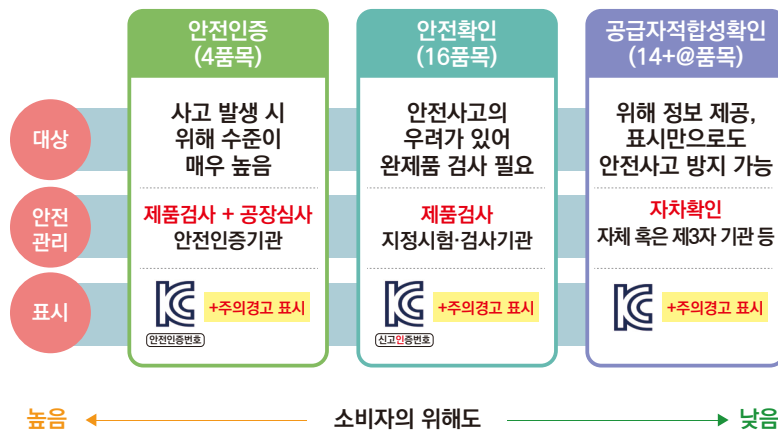 안전인증
(4품목)
안전확인
(16품목)
공급자적합성확인
(14+@품목)
대상
사고 발생 시
위해 수준이
매우 높음
안전사고의
우려가 있어
완제품 검사 필요
위해 정보 제공,
표시만으로도
안전사고 방지 가능
안전
관리
제품검사 + 공장심사
안전인증기관
제품검사
지정시험·검사기관
자차확인
자체 혹은 제3자 기관 등
표시
KC
+주의경고 표시
안전인증번호
KC
+주의경고 표시
신고인증번호
KC
+주의경고 표시
높음
소비자의 위해도
낮음